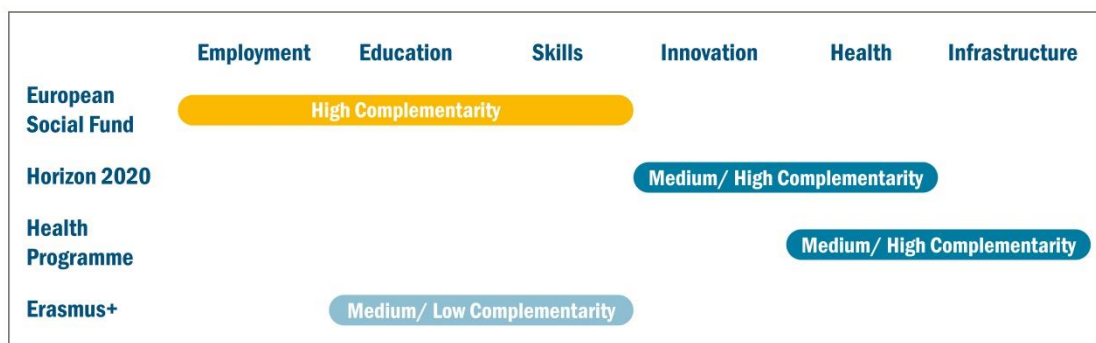 Employment Education Skills Innovation Health Infrastructure
European
Social Fund
High Complementarity
Horizon 2020
Medium/ High Complementarity
Health
Programme
Medium/ High Complementarity
Erasmus+
Medium/ Low Complementarity